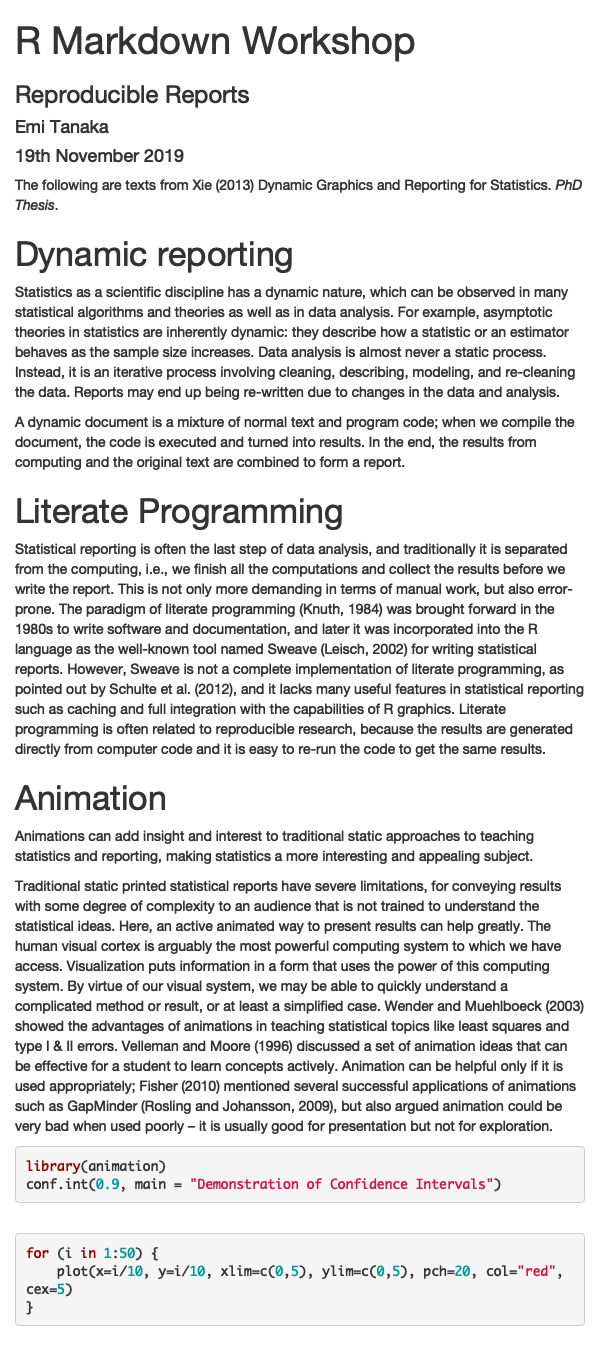 R Markdown Workshop
Reproducible Reports
Emi Tanaka
19th November 2019
The following are texts from Xie (2013) Dynamic Graphics and Reporting for Statistics. PhD
Thesis.
Dynamic reporting
Statistics as a scientific discipline has a dynamic nature, which can be observed in many
statistical algorithms and theories as well as in data analysis. For example, asymptotic
theories in statistics are inherently dynamic: they describe how a statistic or an estimator
behaves as the sample size increases. Data analysis is almost never a static process.
Instead, it is an iterative process involving cleaning, describing, modeling, and re-cleaning
the data. Reports may end up being re-written due to changes in the data and analysis.
A dynamic document is a mixture of normal text and program code; when we compile the
document, the code is executed and turned into results. In the end, the results from
computing and the original text are combined to form a report.
Literate Programming
Statistical reporting is often the last step of data analysis, and traditionally it is separated
from the computing, i.e., we finish all the computations and collect the results before we
write the report. This is not only more demanding in terms of manual work, but also error-
prone. The paradigm of literate programming (Knuth, 1984) was brought forward in the
1980s to write software and documentation, and later it was incorporated into the R
language as the well-known tool named Sweave (Leisch, 2002) for writing statistical
reports. However, Sweave is not a complete implementation of literate programming, as
pointed out by Schulte et al. (2012), and it lacks many useful features in statistical reporting
such as caching and full integration with the capabilities of R graphics. Literate
programming is often related to reproducible research, because the results are generated
directly from computer code and it is easy to re-run the code to get the same results.
Animation
Animations can add insight and interest to traditional static approaches to teaching
statistics and reporting, making statistics a more interesting and appealing subject.
Traditional static printed statistical reports have severe limitations, for conveying results
with some degree of complexity to an audience that is not trained to understand the
statistical ideas. Here, an active animated way to present results can help greatly. The
human visual cortex is arguably the most powerful computing system to which we have
access. Visualization puts information in a form that uses the power of this computing
system. By virtue of our visual system, we may be able to quickly understand a
complicated method or result, or at least a simplified case. Wender and Muehlboeck (2003)
showed the advantages of animations in teaching statistical topics like least squares and
type I & II errors. Velleman and Moore (1996) discussed a set of animation ideas that can
be effective for a student to learn concepts actively. Animation can be helpful only if it is
used appropriately; Fisher (2010) mentioned several successful applications of animations
such as GapMinder (Rosling and Johansson, 2009), but also argued animation could be
very bad when used poorly – it is usually good for presentation but not for exploration.
library(animation)
conf.int(0.9, main = "Demonstration of Confidence Intervals")
for (i in 1:50) {
    plot(x=i/10, y=i/10, xlim=c(0,5), ylim=c(0,5), pch=20, col="red",
cex=5)
}